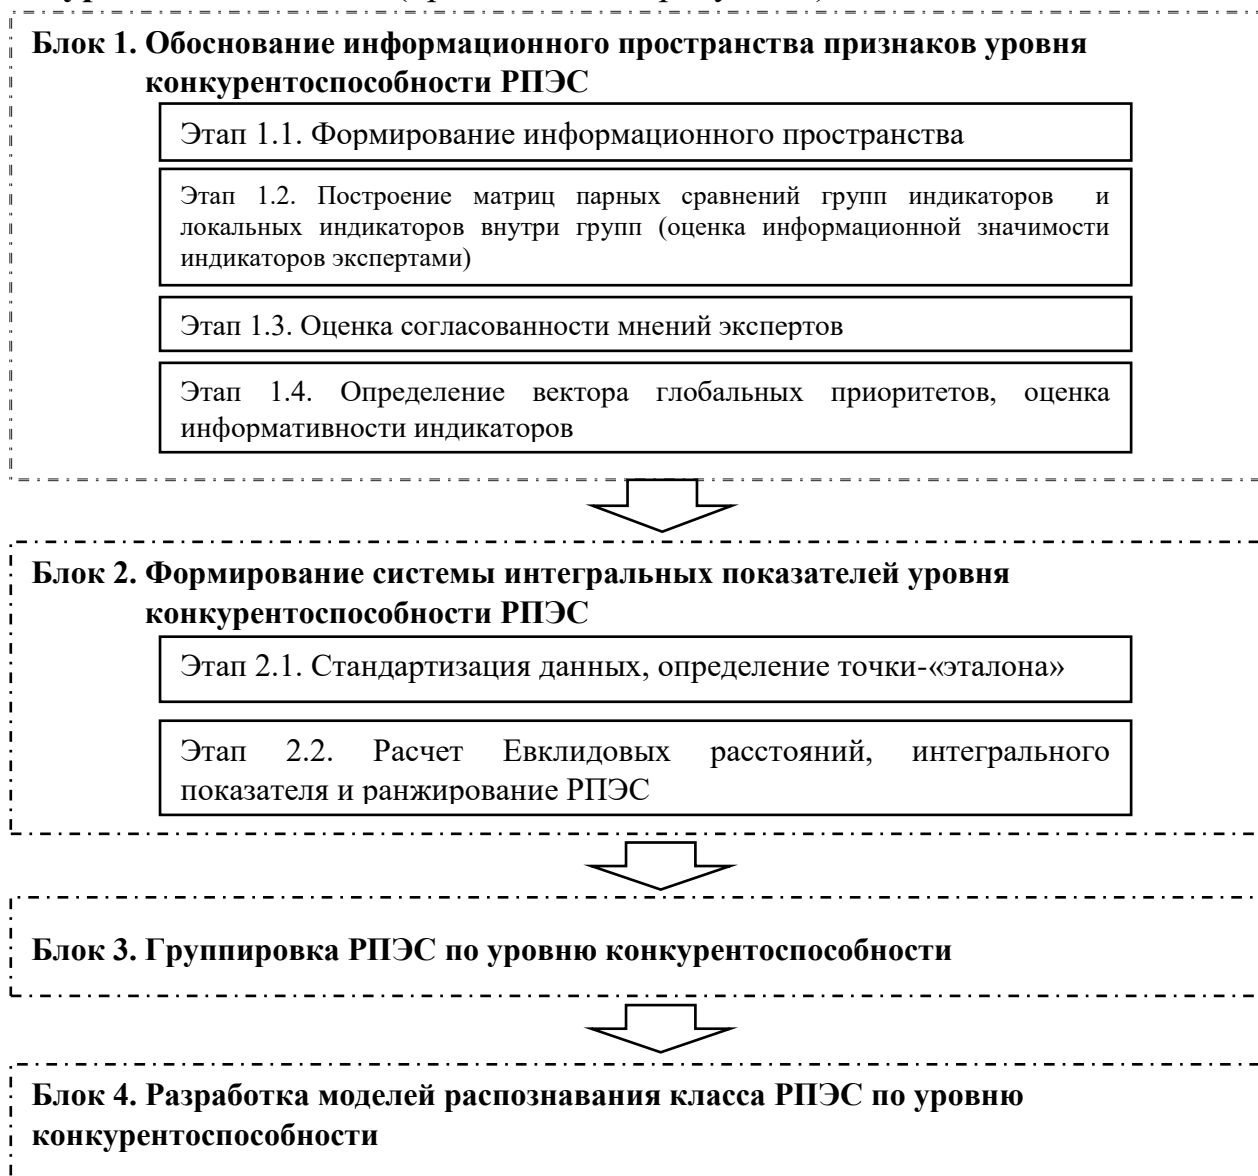 Блок 1. Обоснование информационного пространства признаков уровня
конкурентоспособности РПЭС
Этап 1.1. Формирование информационного пространства
Этап 1.2. Построение матриц парных сравнений групп индикаторов и
локальных индикаторов внутри групп (оценка информационной значимости
индикаторов экспертами)
Этап 1.3. Оценка согласованности мнений экспертов
Этап 1.4. Определение вектора глобальных приоритетов, оценка
информативности индикаторов
Блок 2. Формирование системы интегральных показателей уровня
конкурентоспособности РПЭС
Этап 2.1. Стандартизация данных, определение точки-«эталона»
Этап 2.2. Расчет Евклидовых расстояний, интегрального
показателя и ранжирование РПЭС
Блок 3. Группировка РПЭС по уровню конкурентоспособности
Блок 4. Разработка моделей распознавания класса РПЭС по уровню
конкурентоспособности